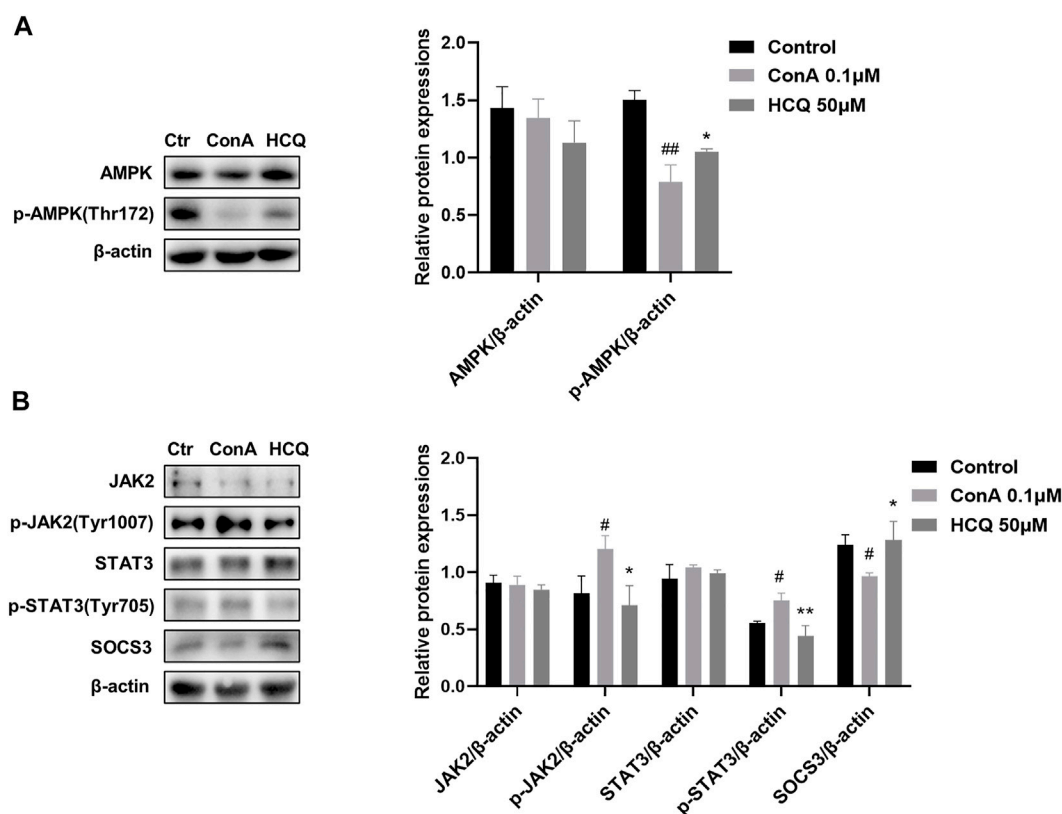 A
Ctr ConA HCQ
AMPK
p-AMPK(Thr172)
β-actin
Relative protein expressions
2.0
1.5
1.0
0.5
0.0
##
*
AMPK/β-actin
p-AMPK/β-actin
Control
ConA 0.1μM
HCQ 50μM
B
Ctr ConA HCQ
JAK2
p-JAK2(Tyr1007)
STAT3
p-STAT3(Tyr705)
SOCS3
β-actin
Relative protein expressions
2.0
1.5
1.0
0.5
0.0
#
*
#
**
#
*
JAK2/β-actin
p-JAK2/β-actin
STAT3/β-actin
p-STAT3/β-actin
SOCS3/β-actin
Control
ConA 0.1μM
HCQ 50μM